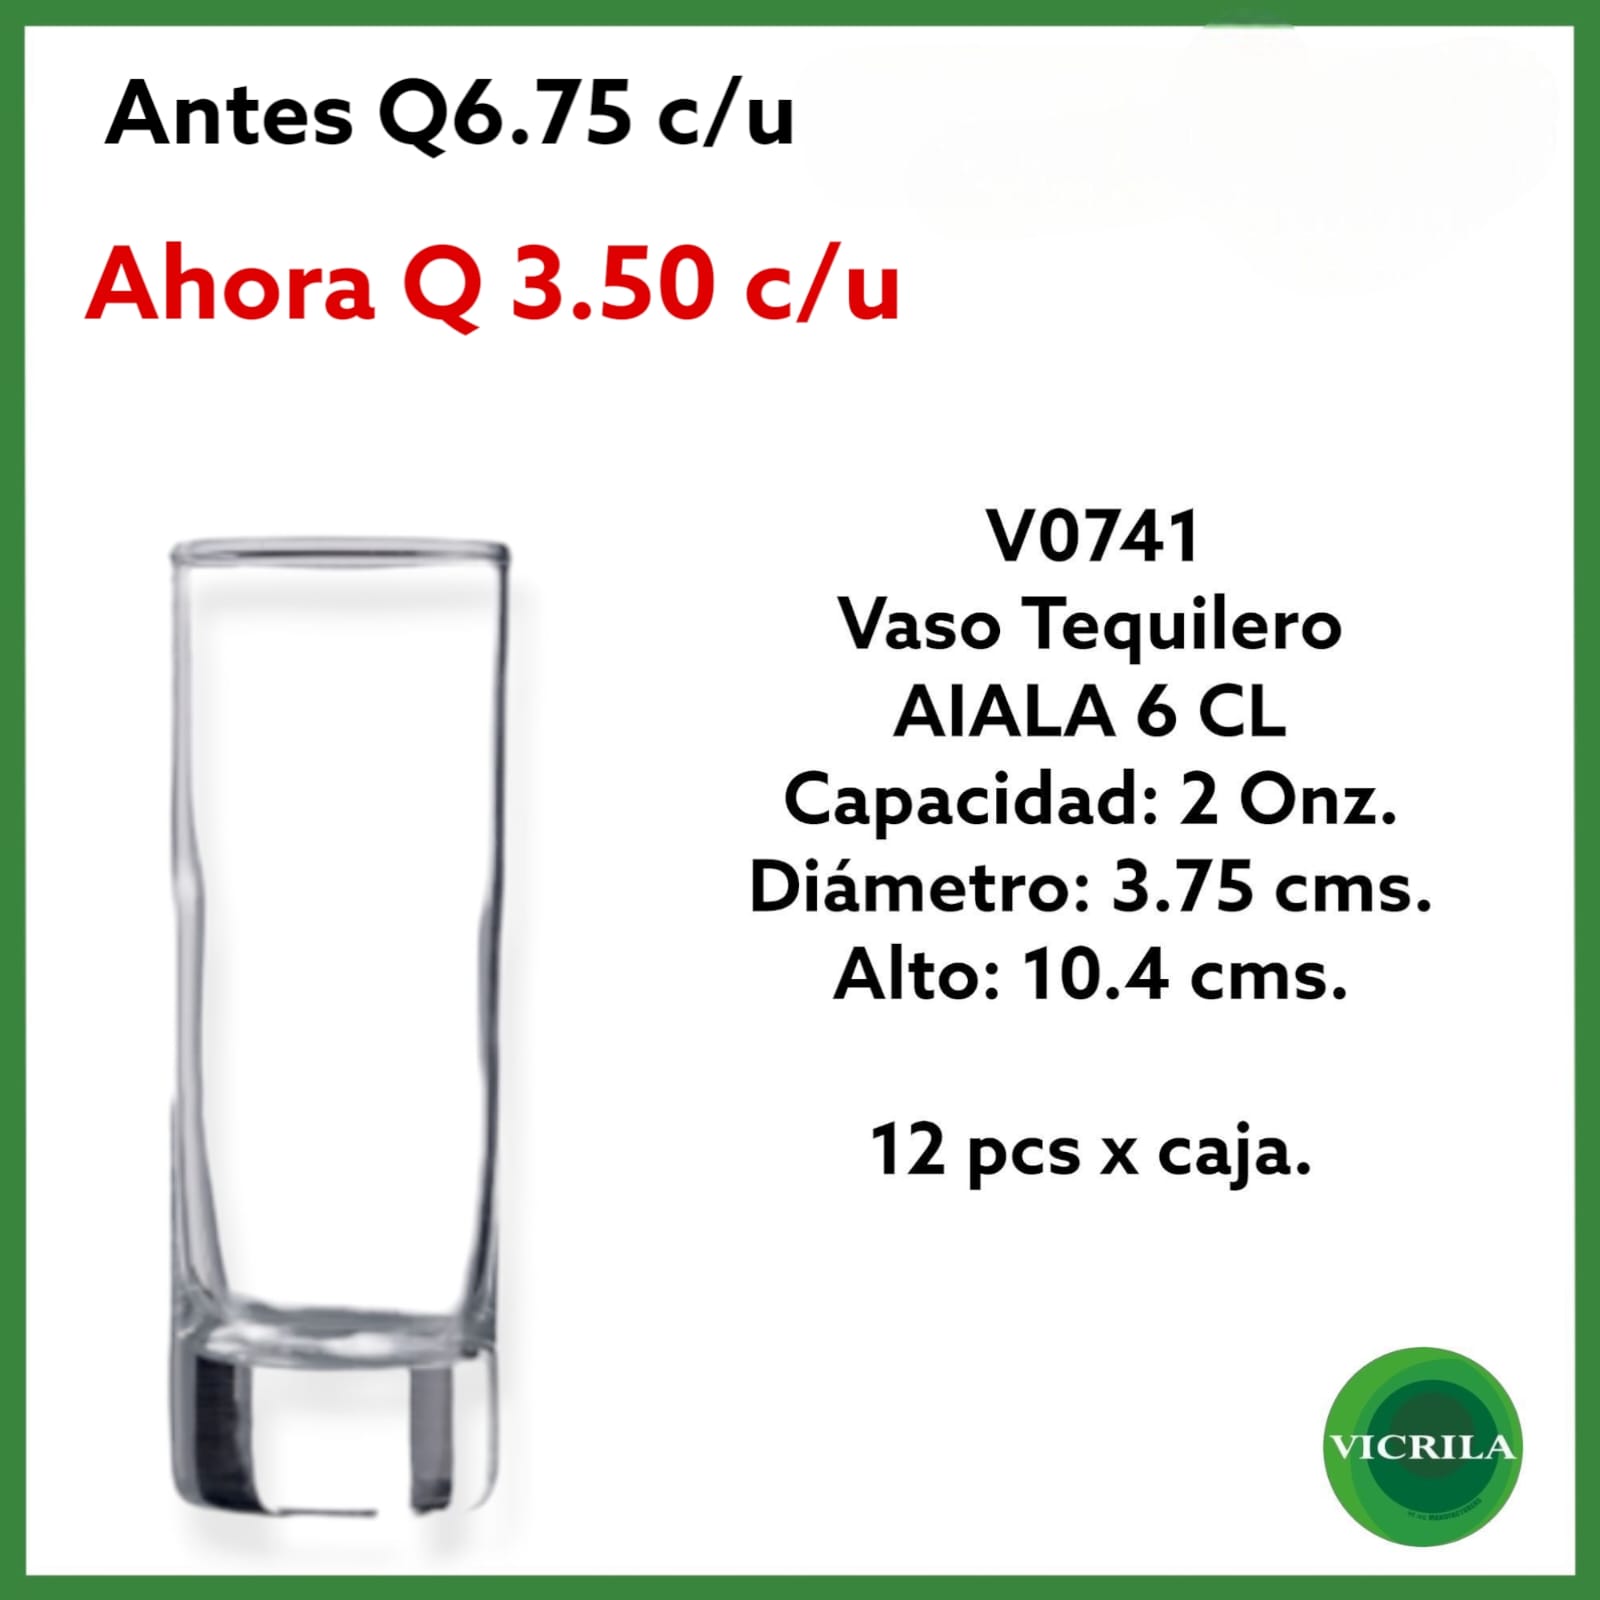 Antes Q6.75 c/u
Ahora Q 3.50 c/u
V0741
Vaso Tequilero
AIALA 6 CL
Capacidad: 2 Onz.
Diámetro: 3.75 cms.
Alto: 10.4 cms.
12 pcs x caja.
VICRILA